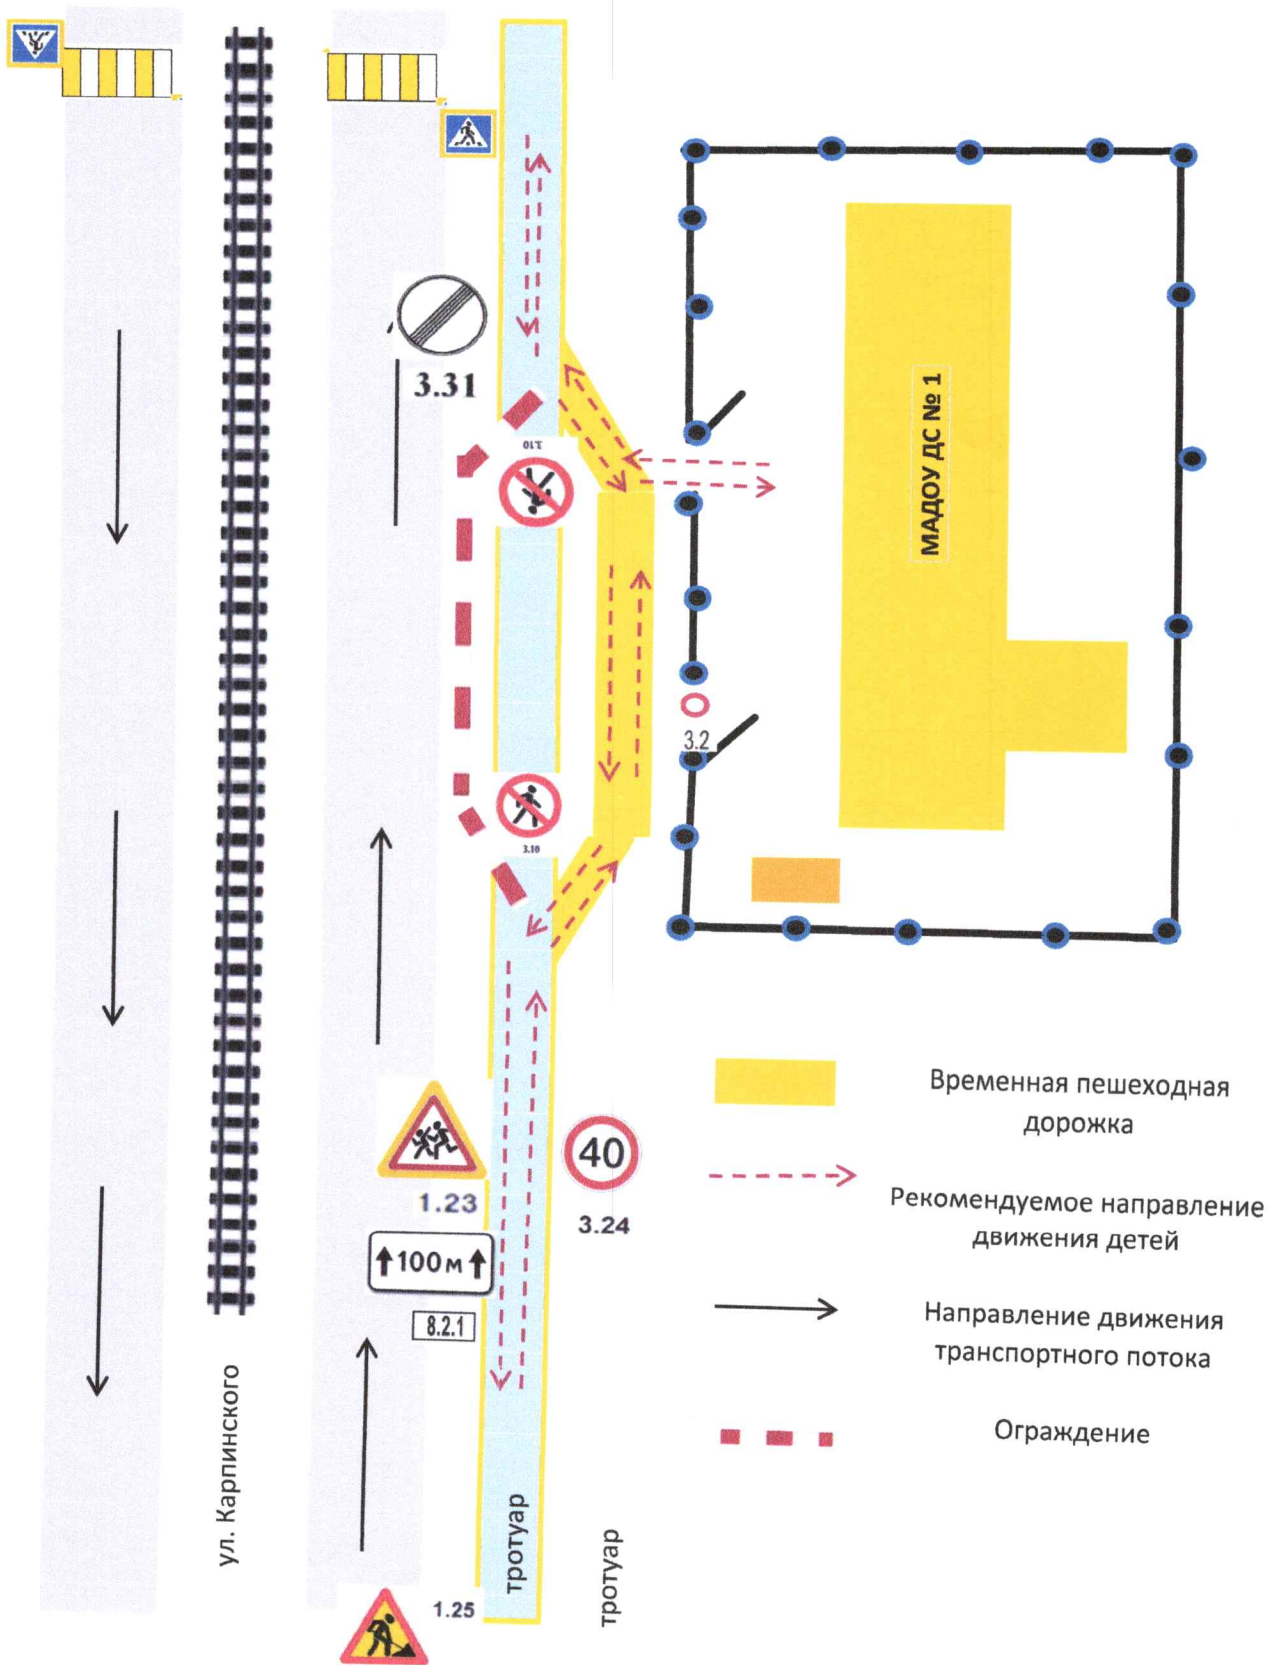 3.31
3.10
МАДОУ ДС № 1
3.2
3.10
Временная пешеходная
дорожка
40
1.23
3.24
Рекомендуемое направление
движения детей
100 м
8.2.1
Направление движения
транспортного потока
ул. Карпинского
Ограждение
тротуар
тротуар
1.25